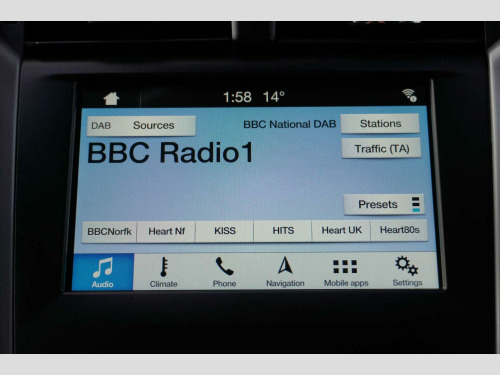 1:58 14°
DAB Sources BBC National DAB Stations
BBC Radio1
Traffic (TA)
Presets
BBCNorfk Heart Nf KISS HITS Heart UK Heart80s
Audio Climate Phone Navigation Mobile apps Settings